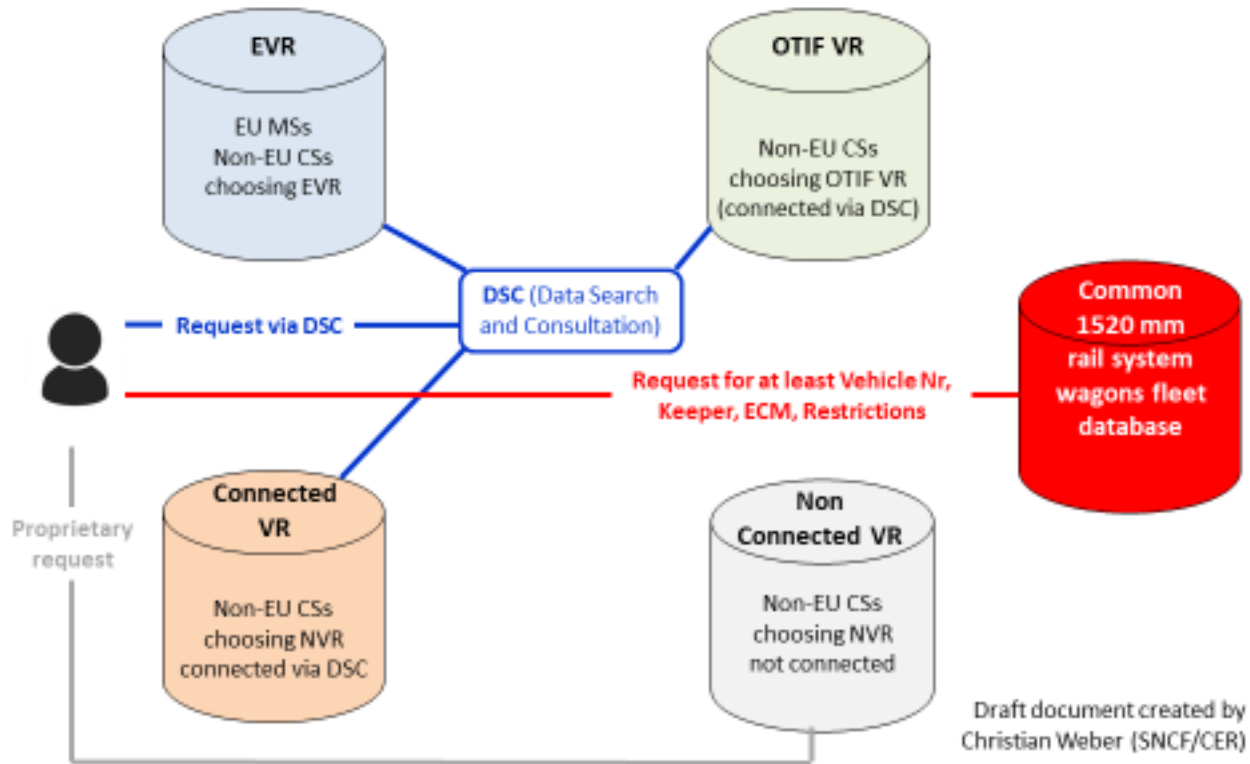 EVR
EU MSs
Non-EU CSs
choosing EVR
OTIF VR
Non-EU CSs
choosing OTIF VR
(connected via DSC)
DSC (Data Search
and Consultation)
Request via DSC
Common
1520 mm
rail system
wagons fleet
database
Request for at least Vehicle Nr,
Keeper, ECM, Restrictions
Proprietary
request
Connected
VR
Non-EU CSs
choosing NVR
connected via DSC
Non
Connected VR
Non-EU CSs
choosing NVR
not connected
Draft document created by
Christian Weber (SNCF/CER)